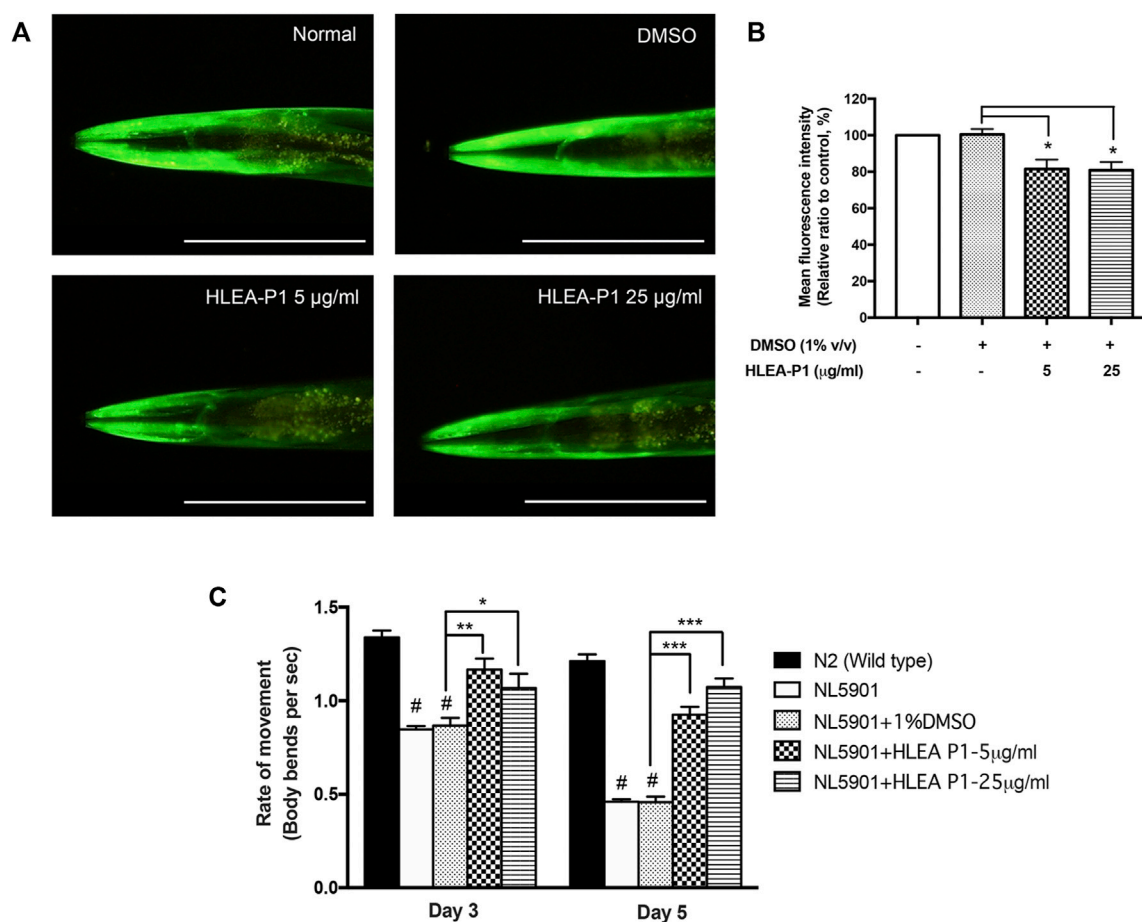 A
Normal
DMSO
HLEA-P1 5 µg/ml
HLEA-P1 25 µg/ml
B
Mean fluorescence intensity
(Relative ratio to control, %)
120
100
80
60
40
20
0
*
*
DMSO (1% v/v) - + + +
HLEA-P1 (µg/ml) - - 5 25
C
Rate of movement
(Body bends per sec)
1.5
1.0
0.5
0.0
# # ** *
# # *** ***
Day 3 Day 5
N2 (Wild type)
NL5901
NL5901+1%DMSO
NL5901+HLEA P1-5µg/ml
NL5901+HLEA P1-25µg/ml